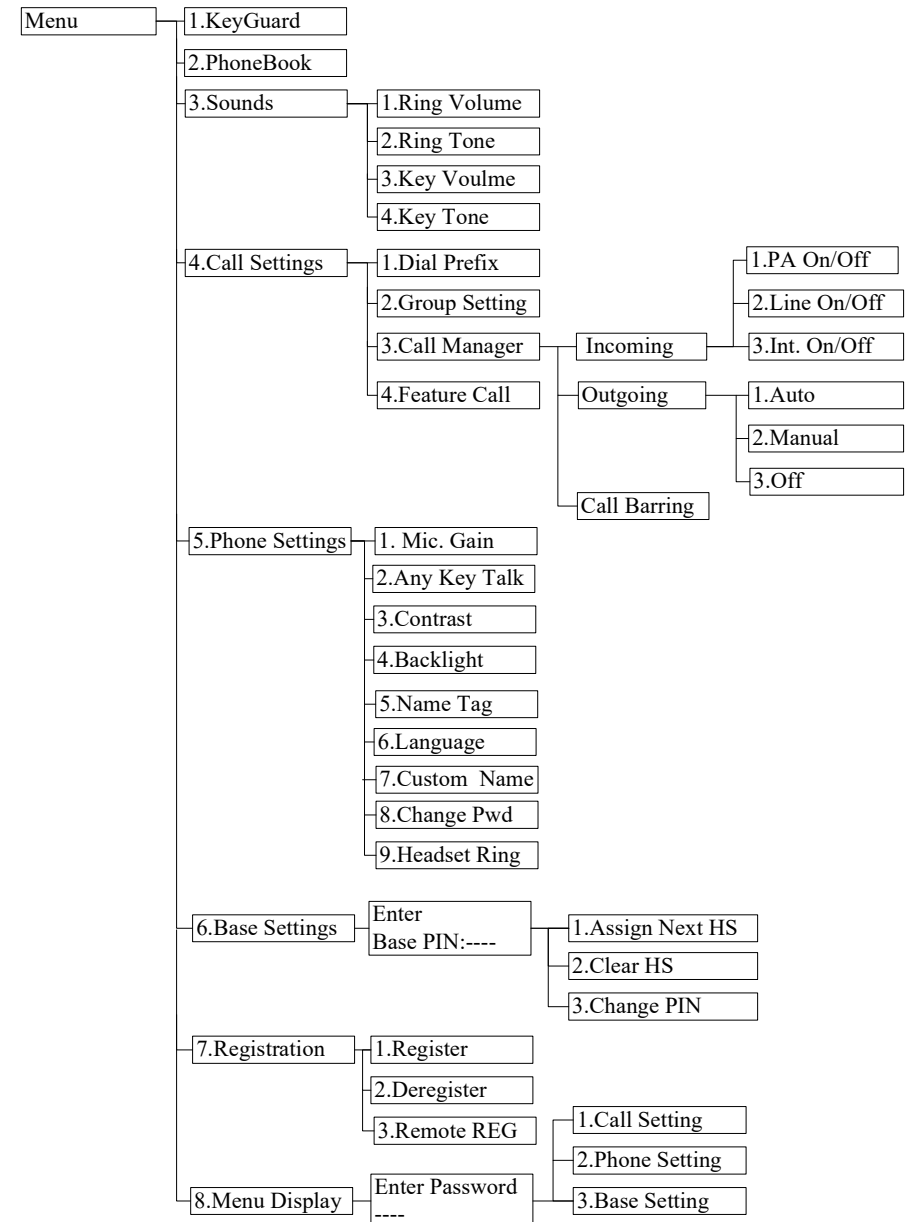 Menu
1.KeyGuard
2.PhoneBook
3.Sounds
1.Ring Volume
2.Ring Tone
3.Key Voulme
4.Key Tone
4.Call Settings
1.Dial Prefix
2.Group Setting
3.Call Manager
Incoming
1.PA On/Off
2.Line On/Off
3.Int. On/Off
Outgoing
1.Auto
2.Manual
3.Off
Call Barring
4.Feature Call
5.Phone Settings
1. Mic. Gain
2.Any Key Talk
3.Contrast
4.Backlight
5.Name Tag
6.Language
7.Custom  Name
8.Change Pwd
9.Headset Ring
6.Base Settings
Enter
Base PIN:----
1.Assign Next HS
2.Clear HS
3.Change PIN
7.Registration
1.Register
2.Deregister
3.Remote REG
8.Menu Display
Enter Password
----
1.Call Setting
2.Phone Setting
3.Base Setting